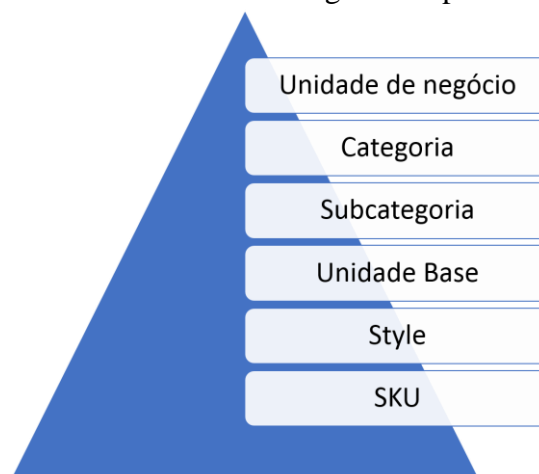 Unidade de negócio
Categoria
Subcategoria
Unidade Base
Style
SKU